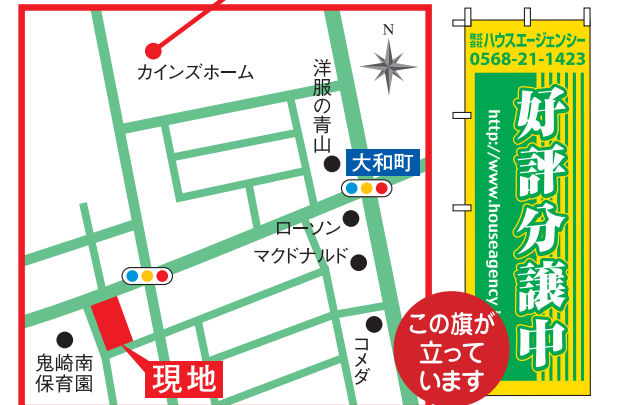 カインズホーム
N
洋服の青山
大和町
ローソン
マクドナルド
コメダ
鬼崎南
保育園
現地
株式
会社
ハウスエージェンシー
0568-21-1423
好評分譲中
http://www.houseagency.
この旗が
立って
います